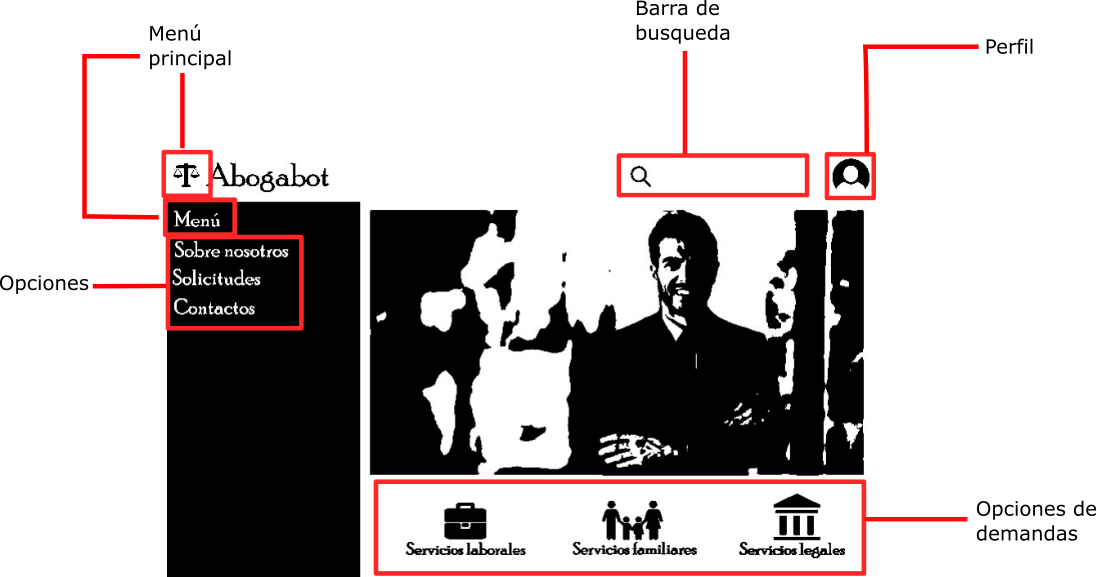 Barra de
busqueda
Menú
principal
Perfil
Abogabot
Menú
Sobre nosotros
Solicitudes
Contactos
Opciones
Servicios laborales
Servicios familiares
Servicios legales
Opciones de
demandas